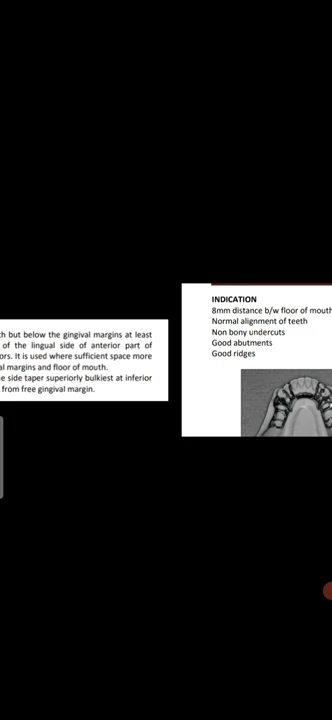 th but below the gingival margins at least
of the lingual side of anterior part of
ors. It is used where sufficient space more
al margins and floor of mouth.
e side taper superiorly bulkiest at inferior
from free gingival margin.
INDICATION
8mm distance b/w floor of mouth
Normal alignment of teeth
Non bony undercuts
Good abutments
Good ridges